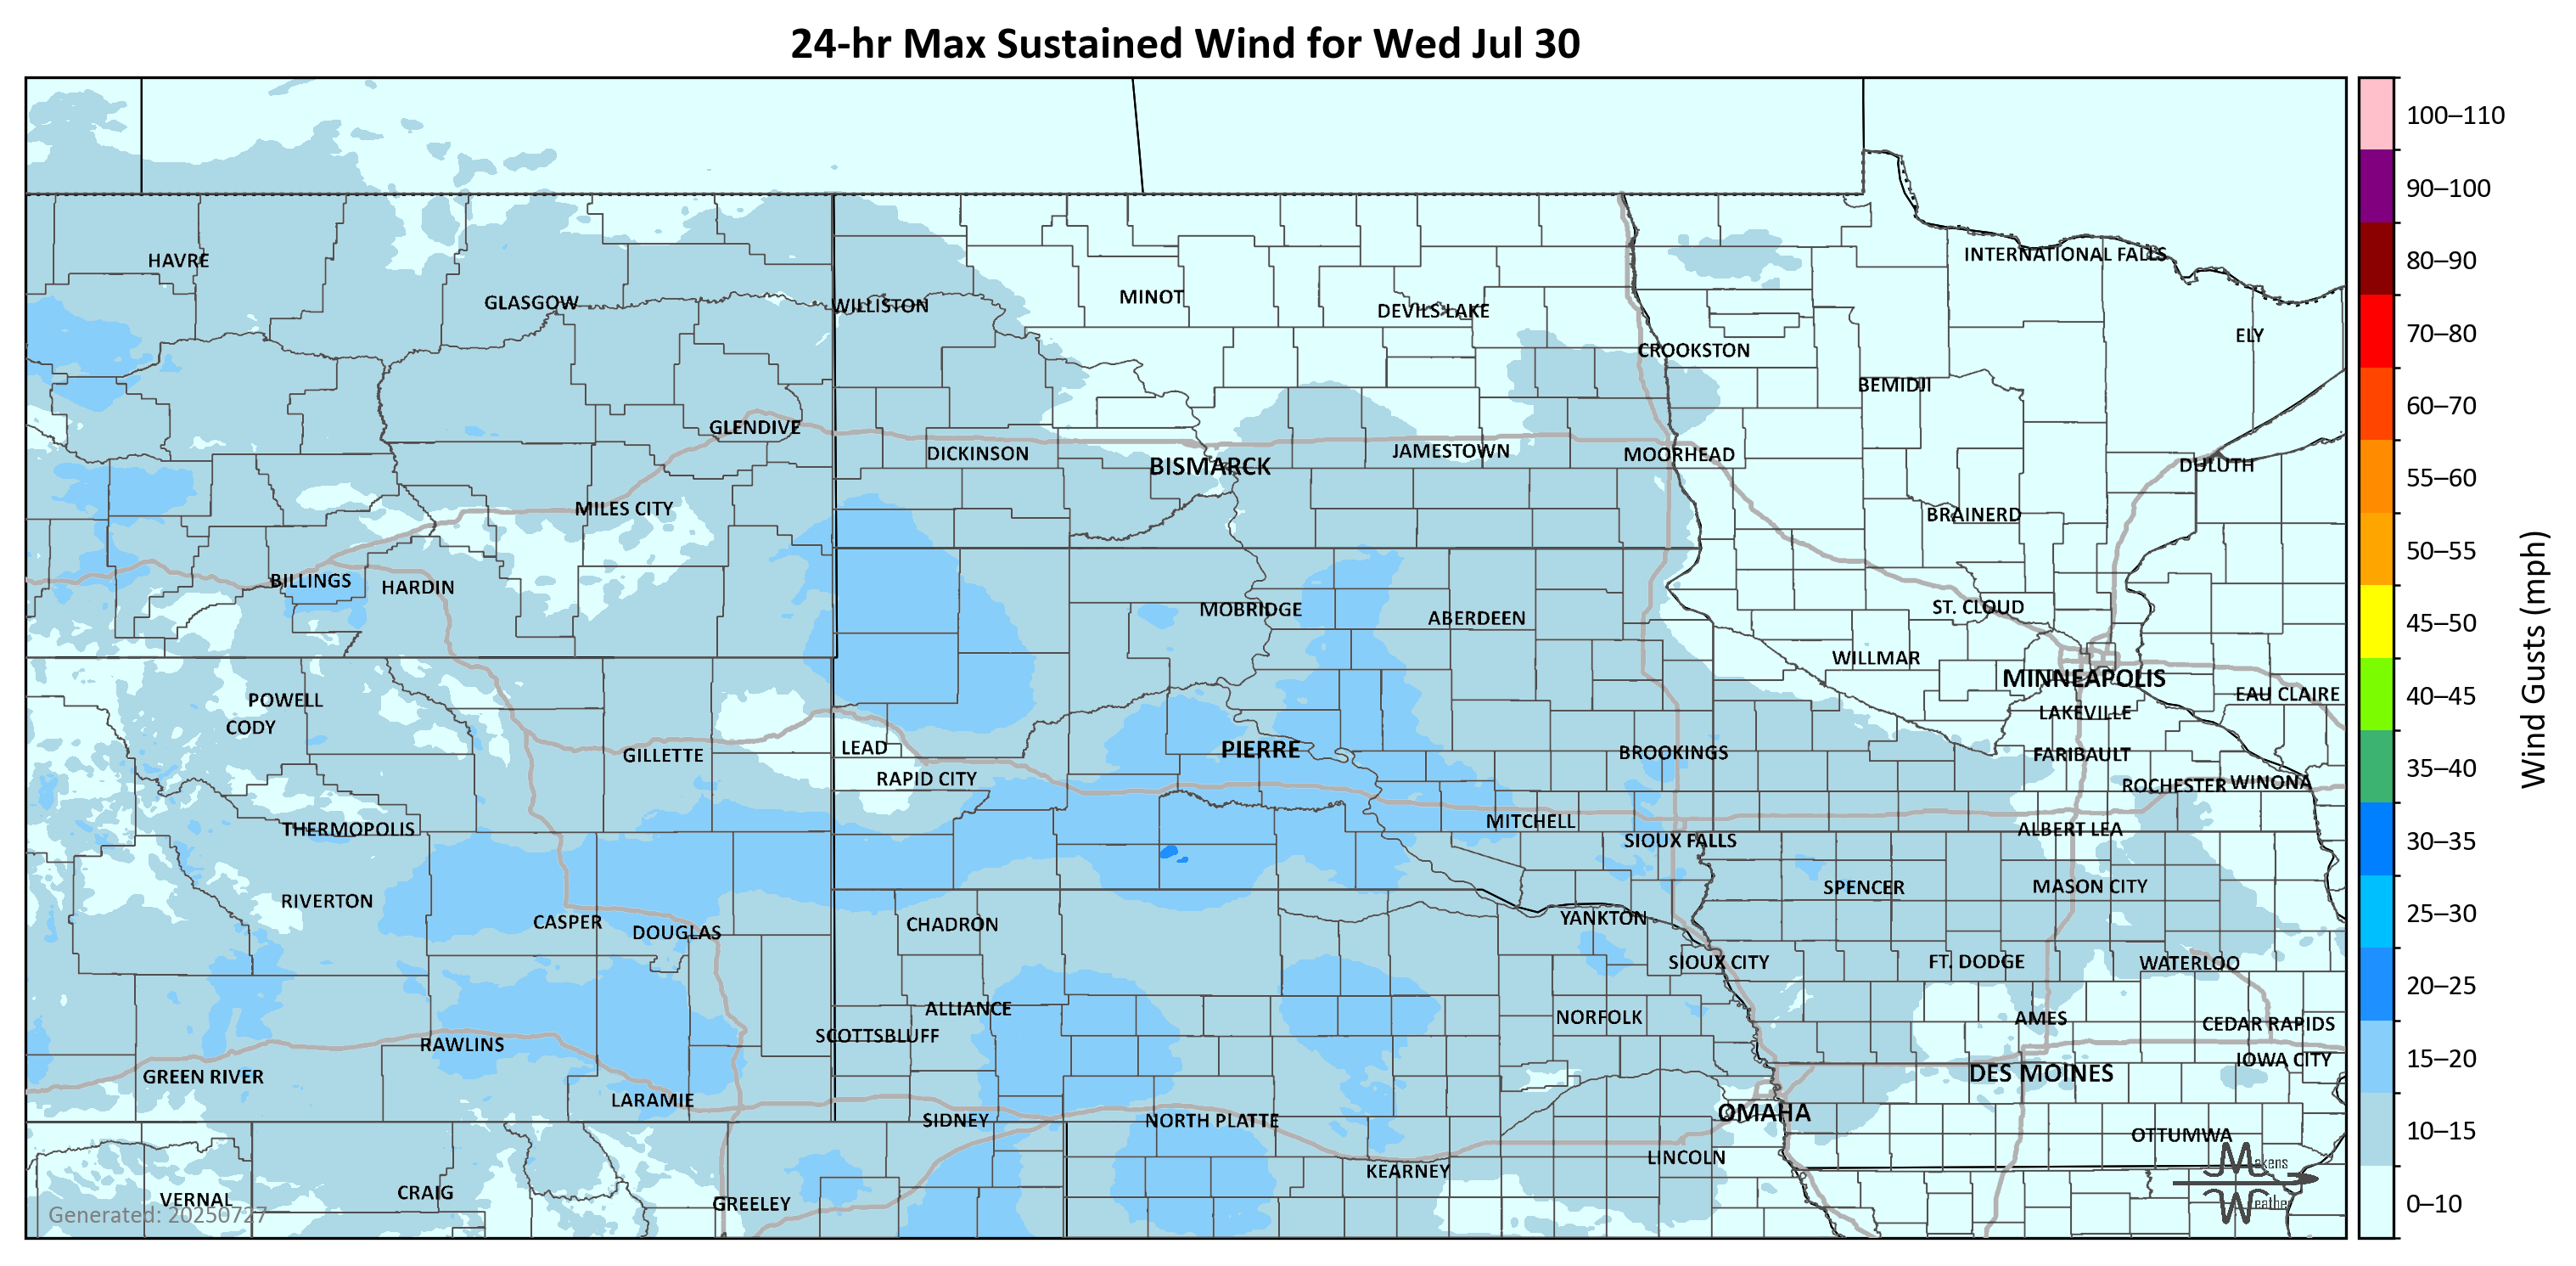 24-hr Max Sustained Wind for Wed Jul 30
100–110
90–100
80–90
70–80
60–70
55–60
50–55
45–50
40–45
35–40
30–35
25–30
20–25
15–20
10–15
0–10
Wind Gusts (mph)
HAVRE
INTERNATIONAL FALLS
GLASGOW
WILLISTON
MINOT
DEVILS LAKE
ELY
CROOKSTON
BEMIDJI
GLENDIVE
DICKINSON
BISMARCK
JAMESTOWN
MOORHEAD
DULUTH
MILES CITY
BRAINERD
BILLINGS
HARDIN
MOBRIDGE
ABERDEEN
ST. CLOUD
WILLMAR
MINNEAPOLIS
POWELL
EAU CLAIRE
CODY
LAKEVILLE
GILLETTE
LEAD
PIERRE
BROOKINGS
FARIBAULT
RAPID CITY
ROCHESTER
WINONA
THERMOPOLIS
MITCHELL
SIOUX FALLS
ALBERT LEA
RIVERTON
SPENCER
MASON CITY
CASPER
DOUGLAS
CHADRON
YANKTON
SIOUX CITY
FT. DODGE
WATERLOO
ALLIANCE
NORFOLK
AMES
CEDAR RAPIDS
SCOTTSBLUFF
RAWLINS
IOWA CITY
GREEN RIVER
DES MOINES
LARAMIE
SIDNEY
NORTH PLATTE
OMAHA
OTTUMWA
KEARNEY
LINCOLN
VERNAL
CRAIG
GREELEY
Generated: 20250727
Makens
Weather